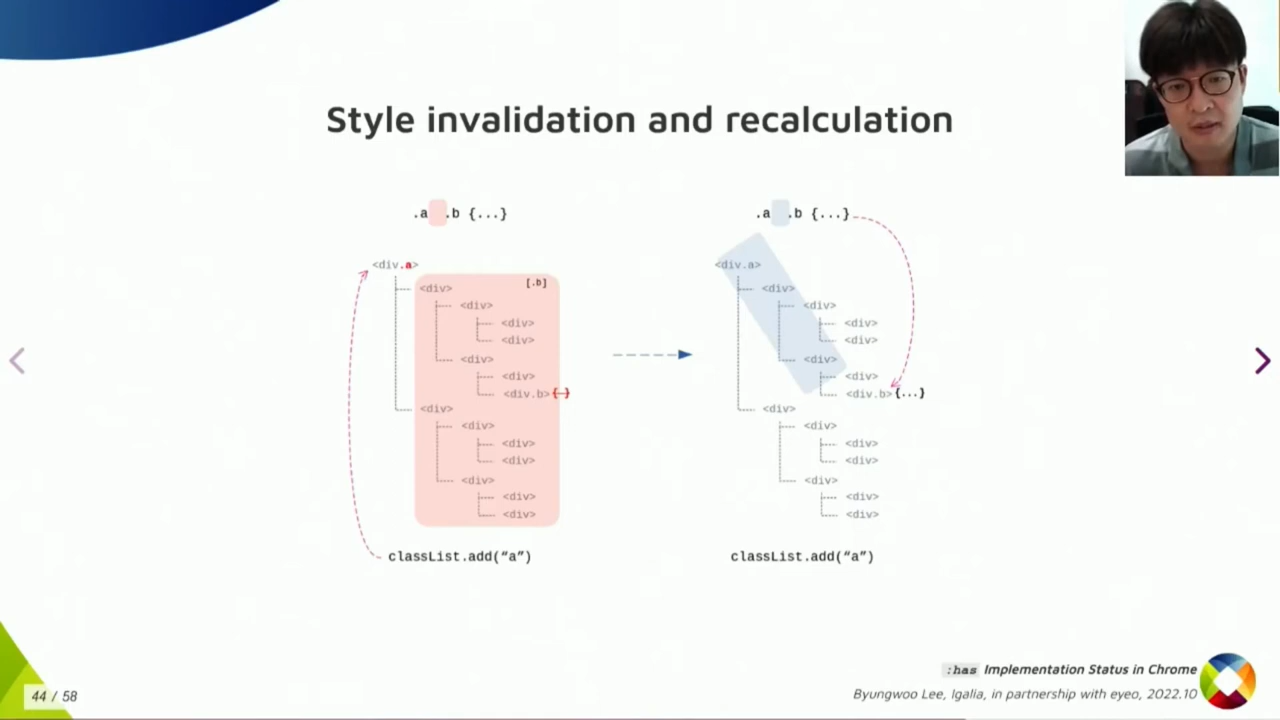 Style invalidation and recalculation
.a .b {...}
<div.a>
[.b]
<div>
<div>
<div>
<div>
<div>
<div>
<div.b>{...}
<div>
<div>
<div>
<div>
<div>
<div>
<div>
classList.add(“a”)
.a .b {...}
<div.a>
<div>
<div>
<div>
<div>
<div>
<div>
<div.b>{...}
<div>
<div>
<div>
<div>
<div>
<div>
<div>
classList.add(“a”)
:has Implementation Status in Chrome
Byungwoo Lee, Igalia, in partnership with eyeo, 2022.10
44 / 58